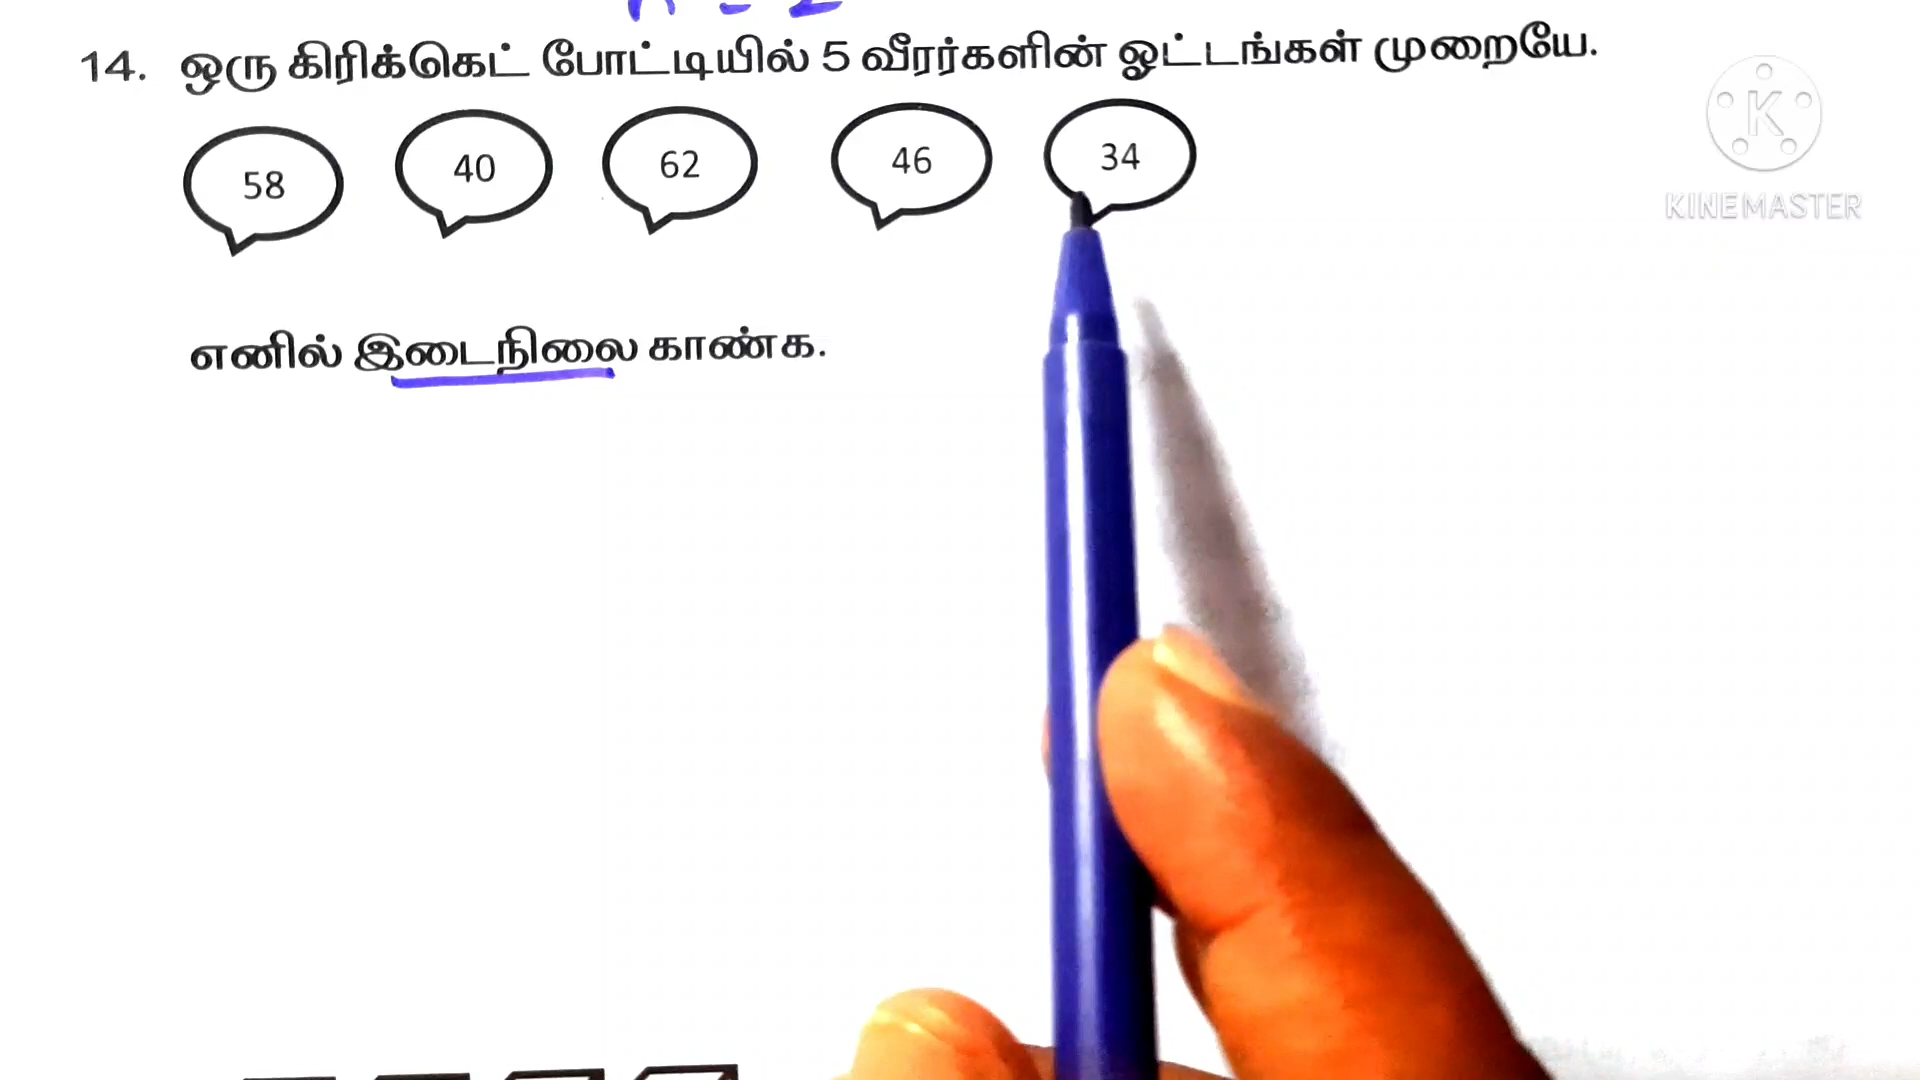 14. ஒரு கிரிக்கெட் போட்டியில் 5 வீரர்களின் ஓட்டங்கள் முறையே.
58 40 62 46 34
K
KINEMASTER
எனில் இடைநிலை காண்க.